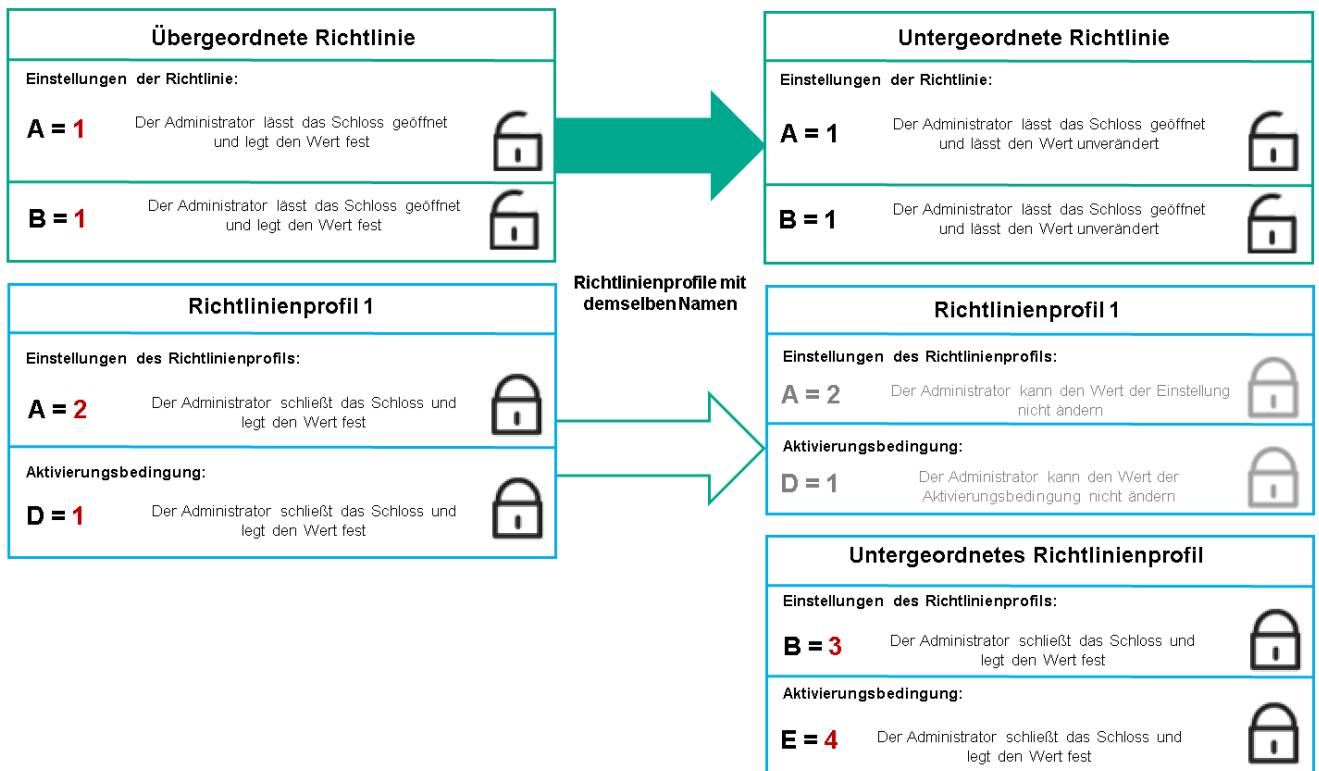 Übergeordnete Richtlinie
Einstellungen der Richtlinie:
A = 1
Der Administrator lässt das Schloss geöffnet
und legt den Wert fest
B = 1
Der Administrator lässt das Schloss geöffnet
und legt den Wert fest
Untergeordnete Richtlinie
Einstellungen der Richtlinie:
A = 1
Der Administrator lässt das Schloss geöffnet
und lässt den Wert unverändert
B = 1
Der Administrator lässt das Schloss geöffnet
und lässt den Wert unverändert
Richtlinienprofile mit
demselben Namen
Richtlinienprofil 1
Einstellungen des Richtlinienprofils:
A = 2
Der Administrator schließt das Schloss und
legt den Wert fest
Aktivierungsbedingung:
D = 1
Der Administrator schließt das Schloss und
legt den Wert fest
Richtlinienprofil 1
Einstellungen des Richtlinienprofils:
A = 2
Der Administrator kann den Wert der Einstellung
nicht ändern
Aktivierungsbedingung:
D = 1
Der Administrator kann den Wert der
Aktivierungsbedingung nicht ändern
Untergeordnetes Richtlinienprofil
Einstellungen des Richtlinienprofils:
B = 3
Der Administrator schließt das Schloss und
legt den Wert fest
Aktivierungsbedingung:
E = 4
Der Administrator schließt das Schloss und
legt den Wert fest